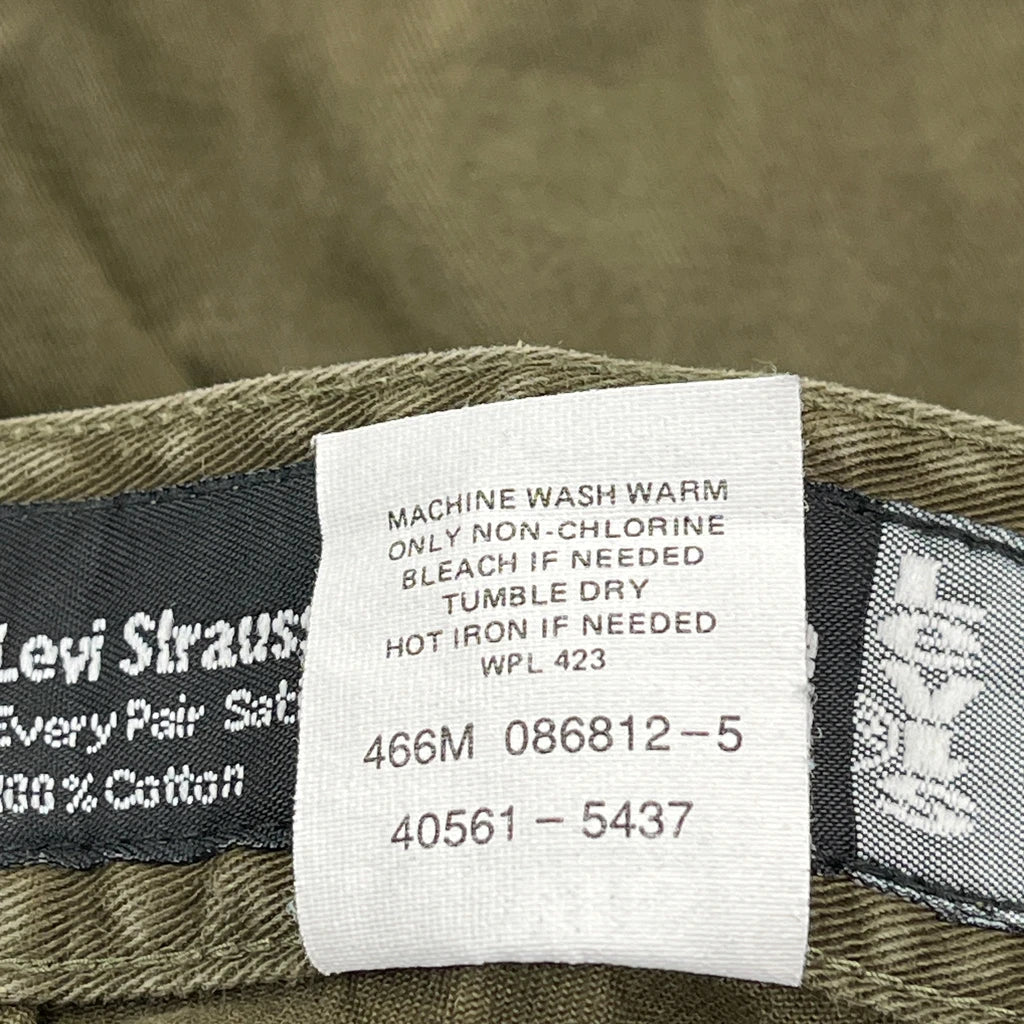 MACHINE WASH WARM
ONLY NON-CHLORINE
BLEACH IF NEEDED
TUMBLE DRY
HOT IRON IF NEEDED
WPL 423
466M 086812-5
40561 - 5437
Levi Strauss
Every Pair
100% Cotton